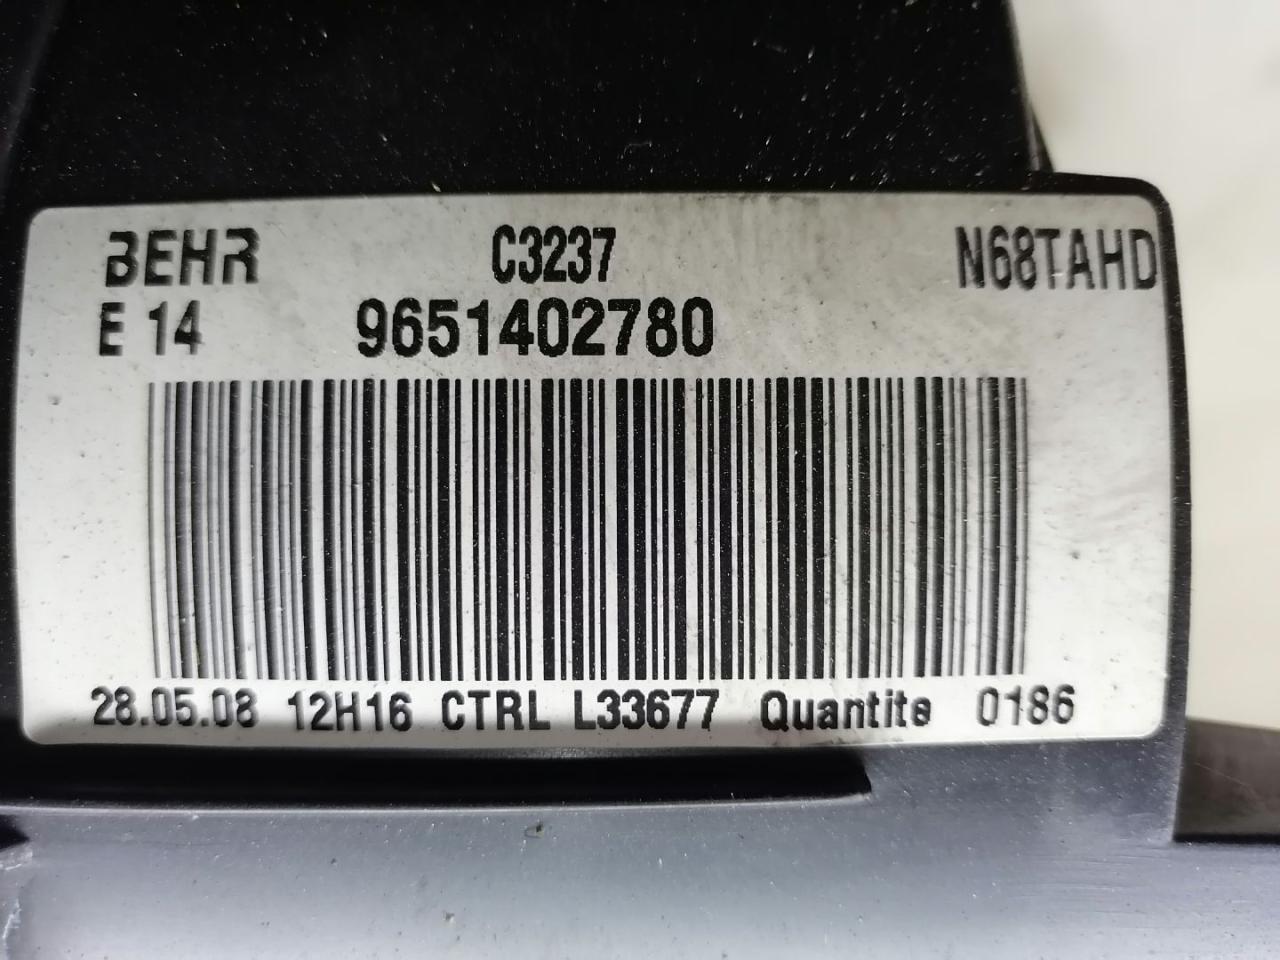 BEHR C3237 N68TAHD
E 14 9651402780
28.05.08 12H16 CTRL L33677 Quantite 0186